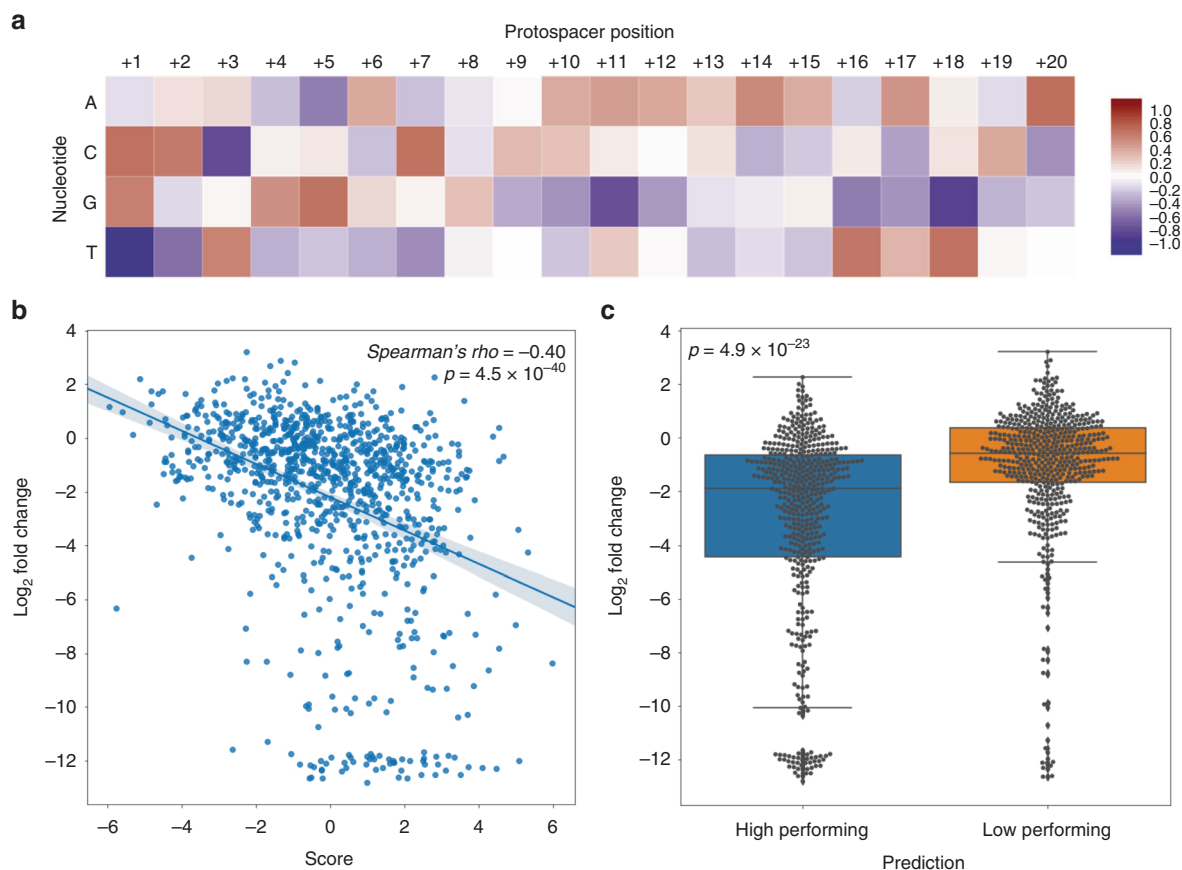 a
Protospacer position
+1 +2 +3 +4 +5 +6 +7 +8 +9 +10 +11 +12 +13 +14 +15 +16 +17 +18 +19 +20
Nucleotide
A
C
G
T
1.0
0.8
0.6
0.4
0.2
0.0
−0.2
−0.4
−0.6
−0.8
−1.0
b
Spearman's rho = −0.40
p = 4.5 × 10⁻⁴⁰
Log₂ fold change
4
2
0
−2
−4
−6
−8
−10
−12
−6 −4 −2 0 2 4 6
Score
c
p = 4.9 × 10⁻²³
Log₂ fold change
4
2
0
−2
−4
−6
−8
−10
−12
High performing Low performing
Prediction